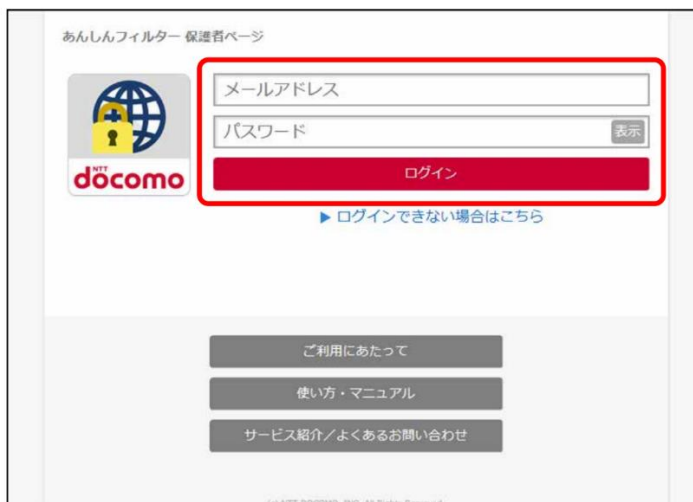 あんしんフィルター 保護者ページ
メールアドレス
パスワード
表示
NTT
docomo
ログイン
▶ ログインできない場合はこちら
ご利用にあたって
使い方・マニュアル
サービス紹介／よくあるお問い合わせ